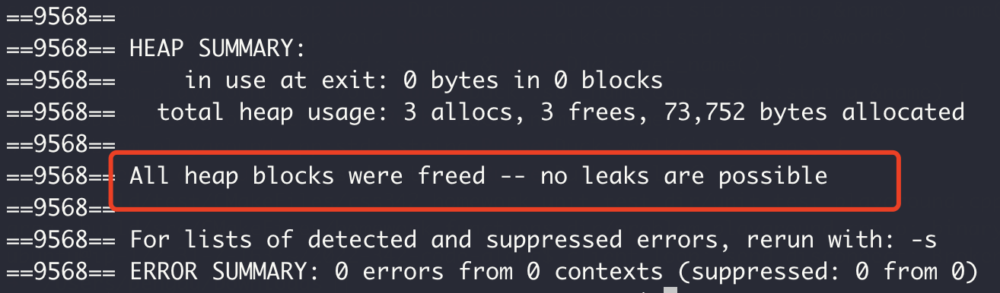 ==9568==
==9568== HEAP SUMMARY:
==9568==     in use at exit: 0 bytes in 0 blocks
==9568==   total heap usage: 3 allocs, 3 frees, 73,752 bytes allocated
==9568==
==9568== All heap blocks were freed -- no leaks are possible
==9568==
==9568== For lists of detected and suppressed errors, rerun with: -s
==9568== ERROR SUMMARY: 0 errors from 0 contexts (suppressed: 0 from 0)